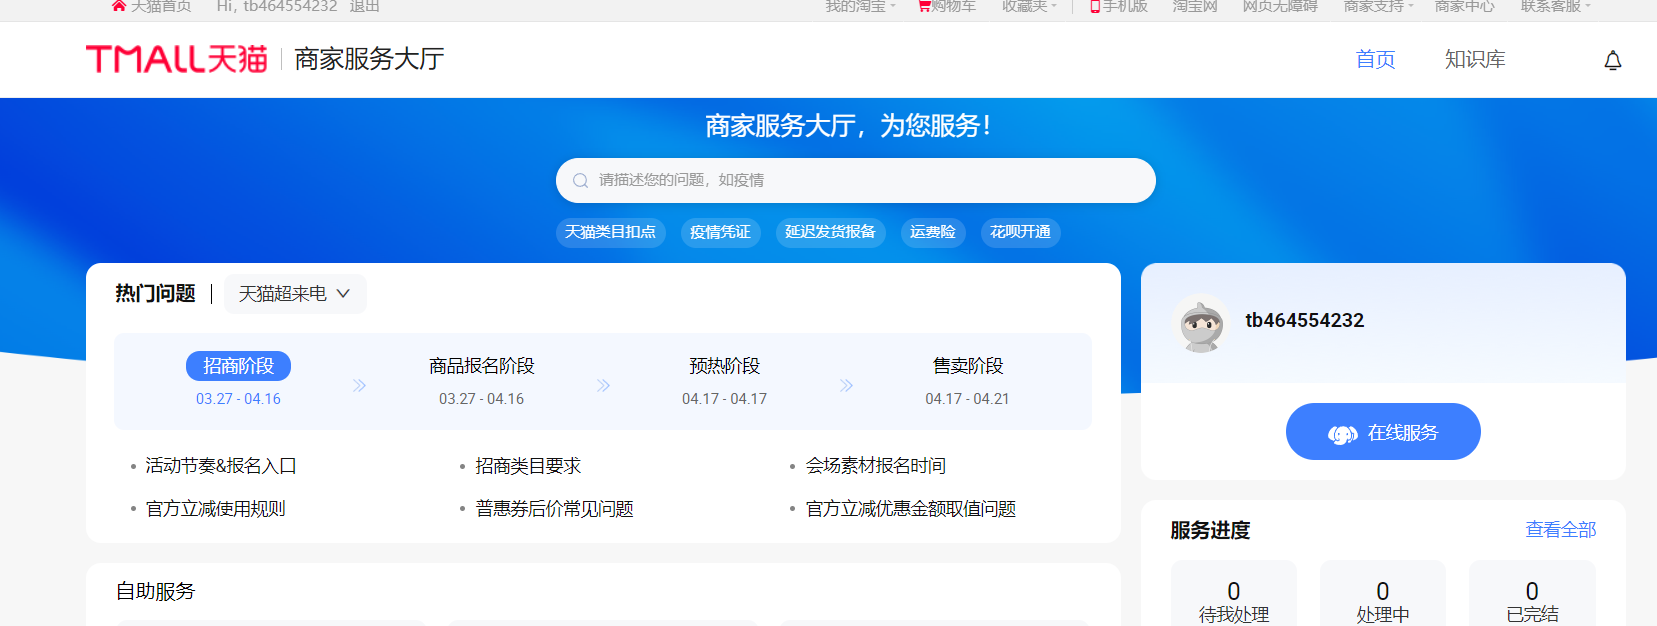 天猫首页 Hi，tb464554232 退出 我的淘宝 购物车 收藏夹 手机版 淘宝网 网页无障碍 商家支持 商家中心 联系客服
TMALL天猫 商家服务大厅 首页 知识库
商家服务大厅，为您服务！
请描述您的问题，如疫情
天猫类目扣点 疫情凭证 延迟发货报备 运费险 花呗开通
热门问题 天猫超来电
招商阶段 商品报名阶段 预热阶段 售卖阶段
03.27 - 04.16 03.27 - 04.16 04.17 - 04.17 04.17 - 04.21
活动节奏&报名入口 招商类目要求 会场素材报名时间
官方立减使用规则 普惠券后价常见问题 官方立减优惠金额取值问题
自助服务
tb464554232
在线服务
服务进度 查看全部
0 0 0
待我处理 处理中 已完结